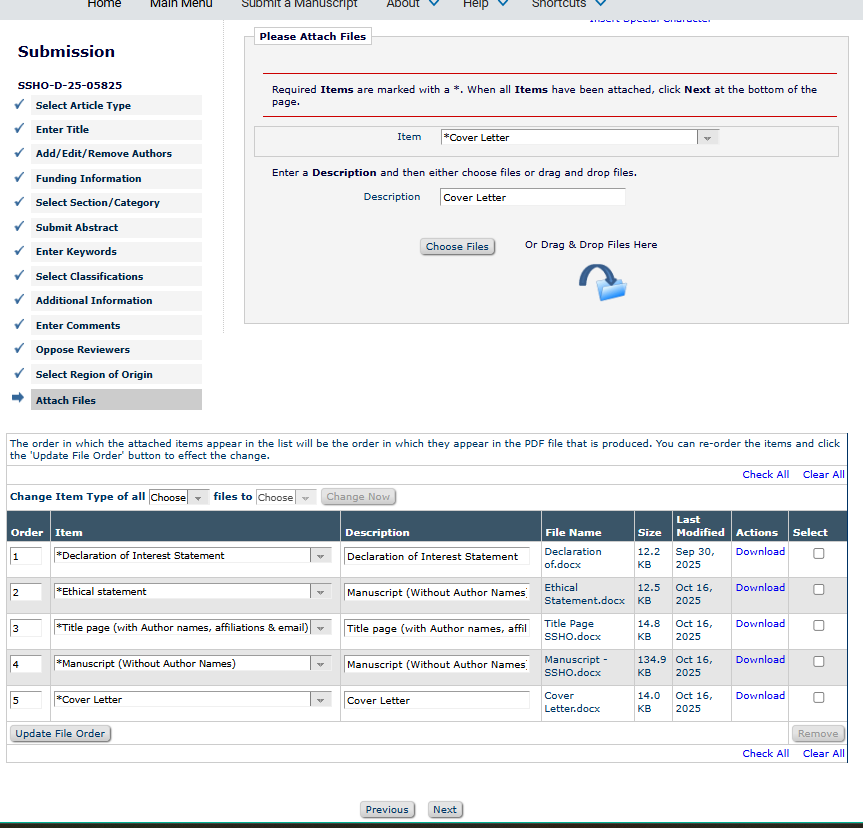 Home Main Menu Submit a Manuscript About Help Shortcuts
Insert Special Character
Submission
SSHO-D-25-05825
Select Article Type
Enter Title
Add/Edit/Remove Authors
Funding Information
Select Section/Category
Submit Abstract
Enter Keywords
Select Classifications
Additional Information
Enter Comments
Oppose Reviewers
Select Region of Origin
Attach Files
Please Attach Files
Required Items are marked with a *. When all Items have been attached, click Next at the bottom of the
page.
Item *Cover Letter
Enter a Description and then either choose files or drag and drop files.
Description Cover Letter
Choose Files Or Drag & Drop Files Here
The order in which the attached items appear in the list will be the order in which they appear in the PDF file that is produced. You can re-order the items and click
the 'Update File Order' button to effect the change.
Check All Clear All
Change Item Type of all Choose files to Choose Change Now
Order Item Description File Name Size Last Modified Actions Select
1 *Declaration of Interest Statement Declaration of Interest Statement Declaration of.docx 12.2 KB Sep 30, 2025 Download
2 *Ethical statement Manuscript (Without Author Names) Ethical Statement.docx 12.5 KB Oct 16, 2025 Download
3 *Title page (with Author names, affiliations & email) Title page (with Author names, affil Title Page SSHO.docx 14.8 KB Oct 16, 2025 Download
4 *Manuscript (Without Author Names) Manuscript (Without Author Names) Manuscript - SSHO.docx 134.9 KB Oct 16, 2025 Download
5 *Cover Letter Cover Letter Cover Letter.docx 14.0 KB Oct 16, 2025 Download
Update File Order Remove
Check All Clear All
Previous Next